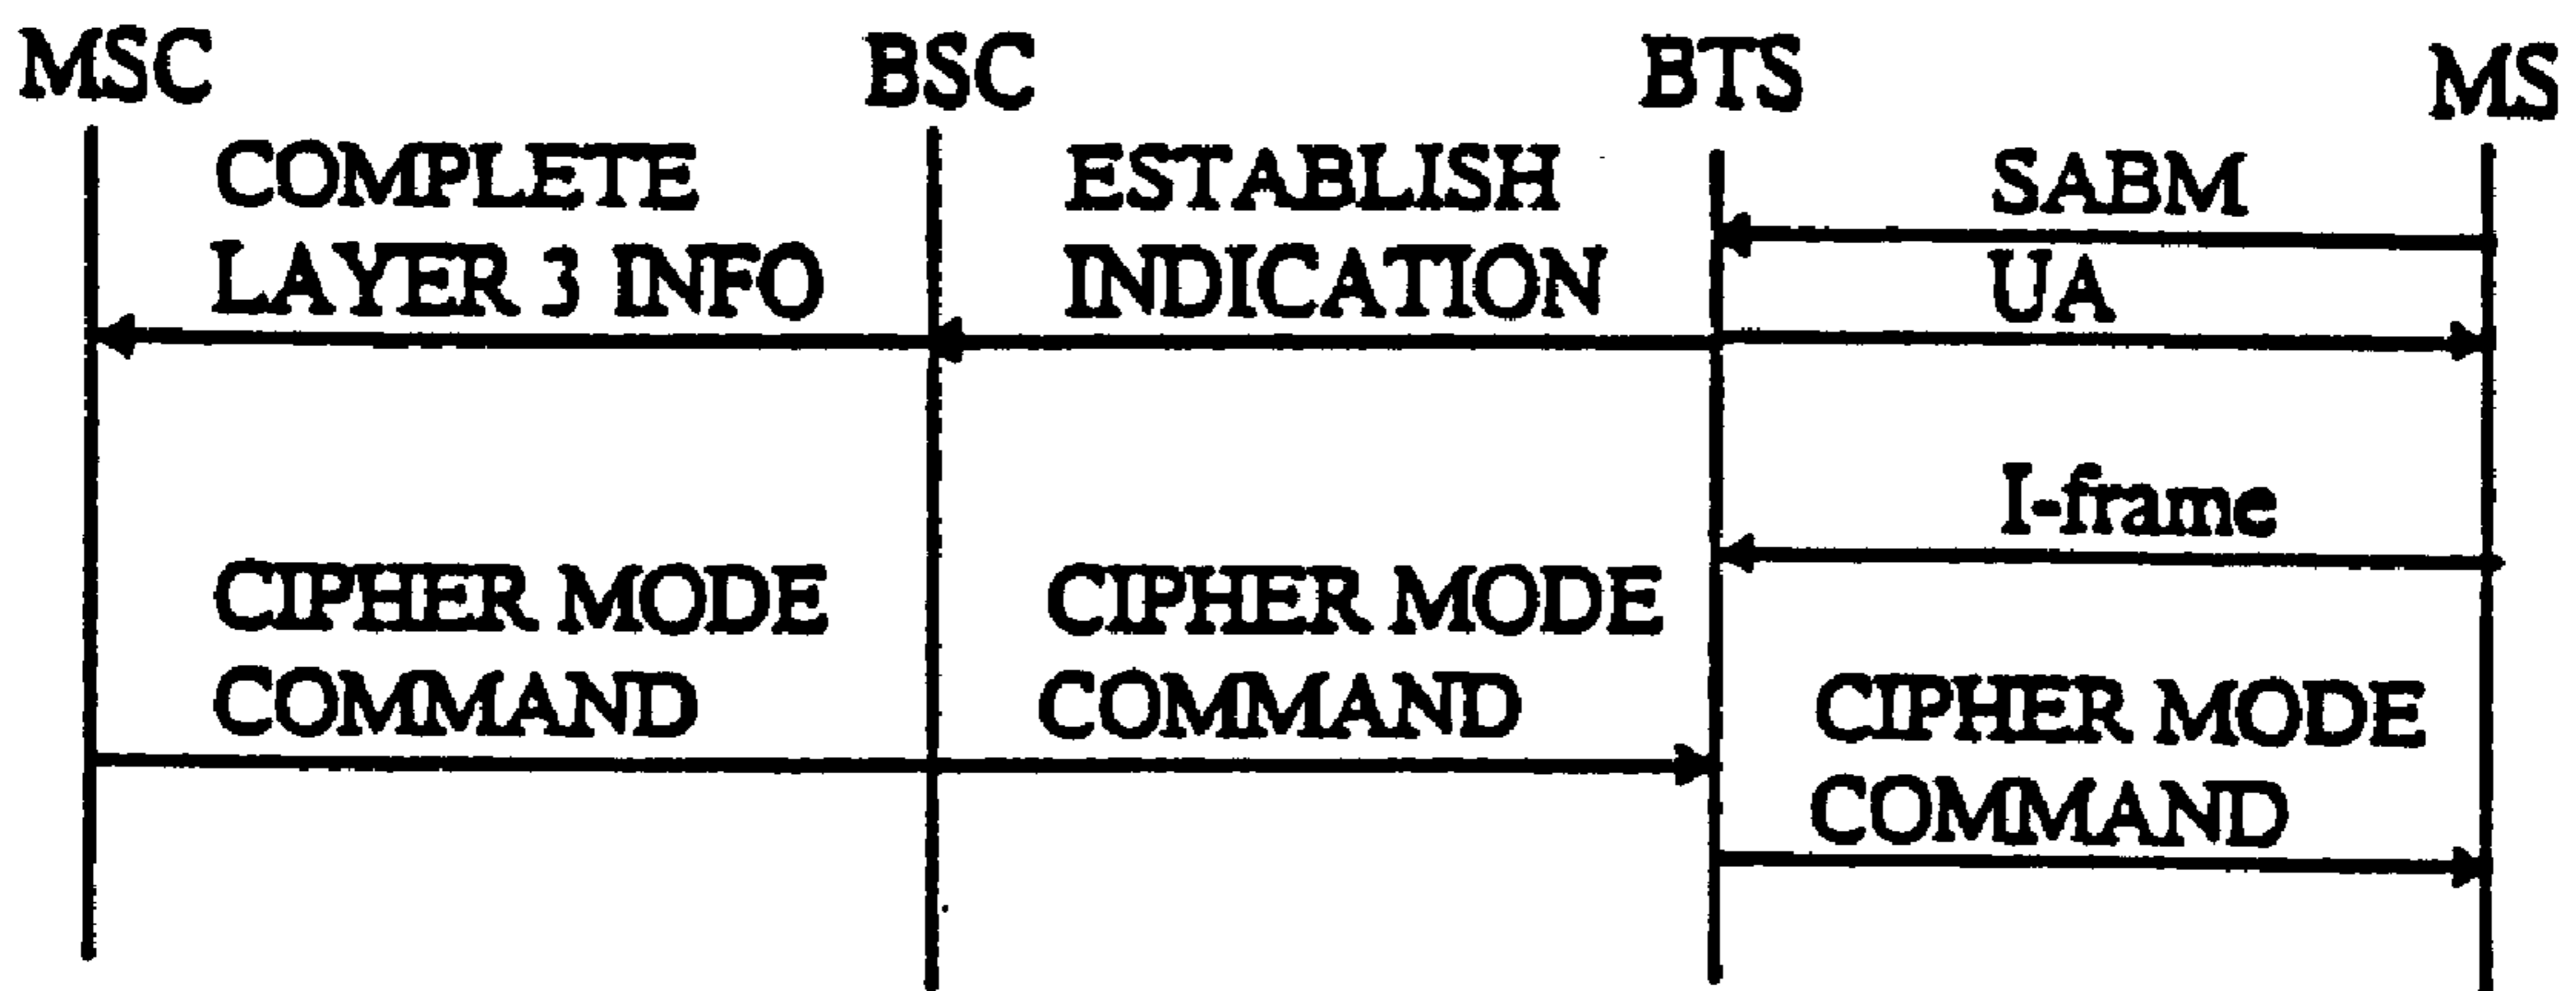 MSC BSC BTS MS
COMPLETE ESTABLISH SABM
LAYER 3 INFO INDICATION UA
I-frame
CIPHER MODE CIPHER MODE
COMMAND COMMAND CIPHER MODE
COMMAND